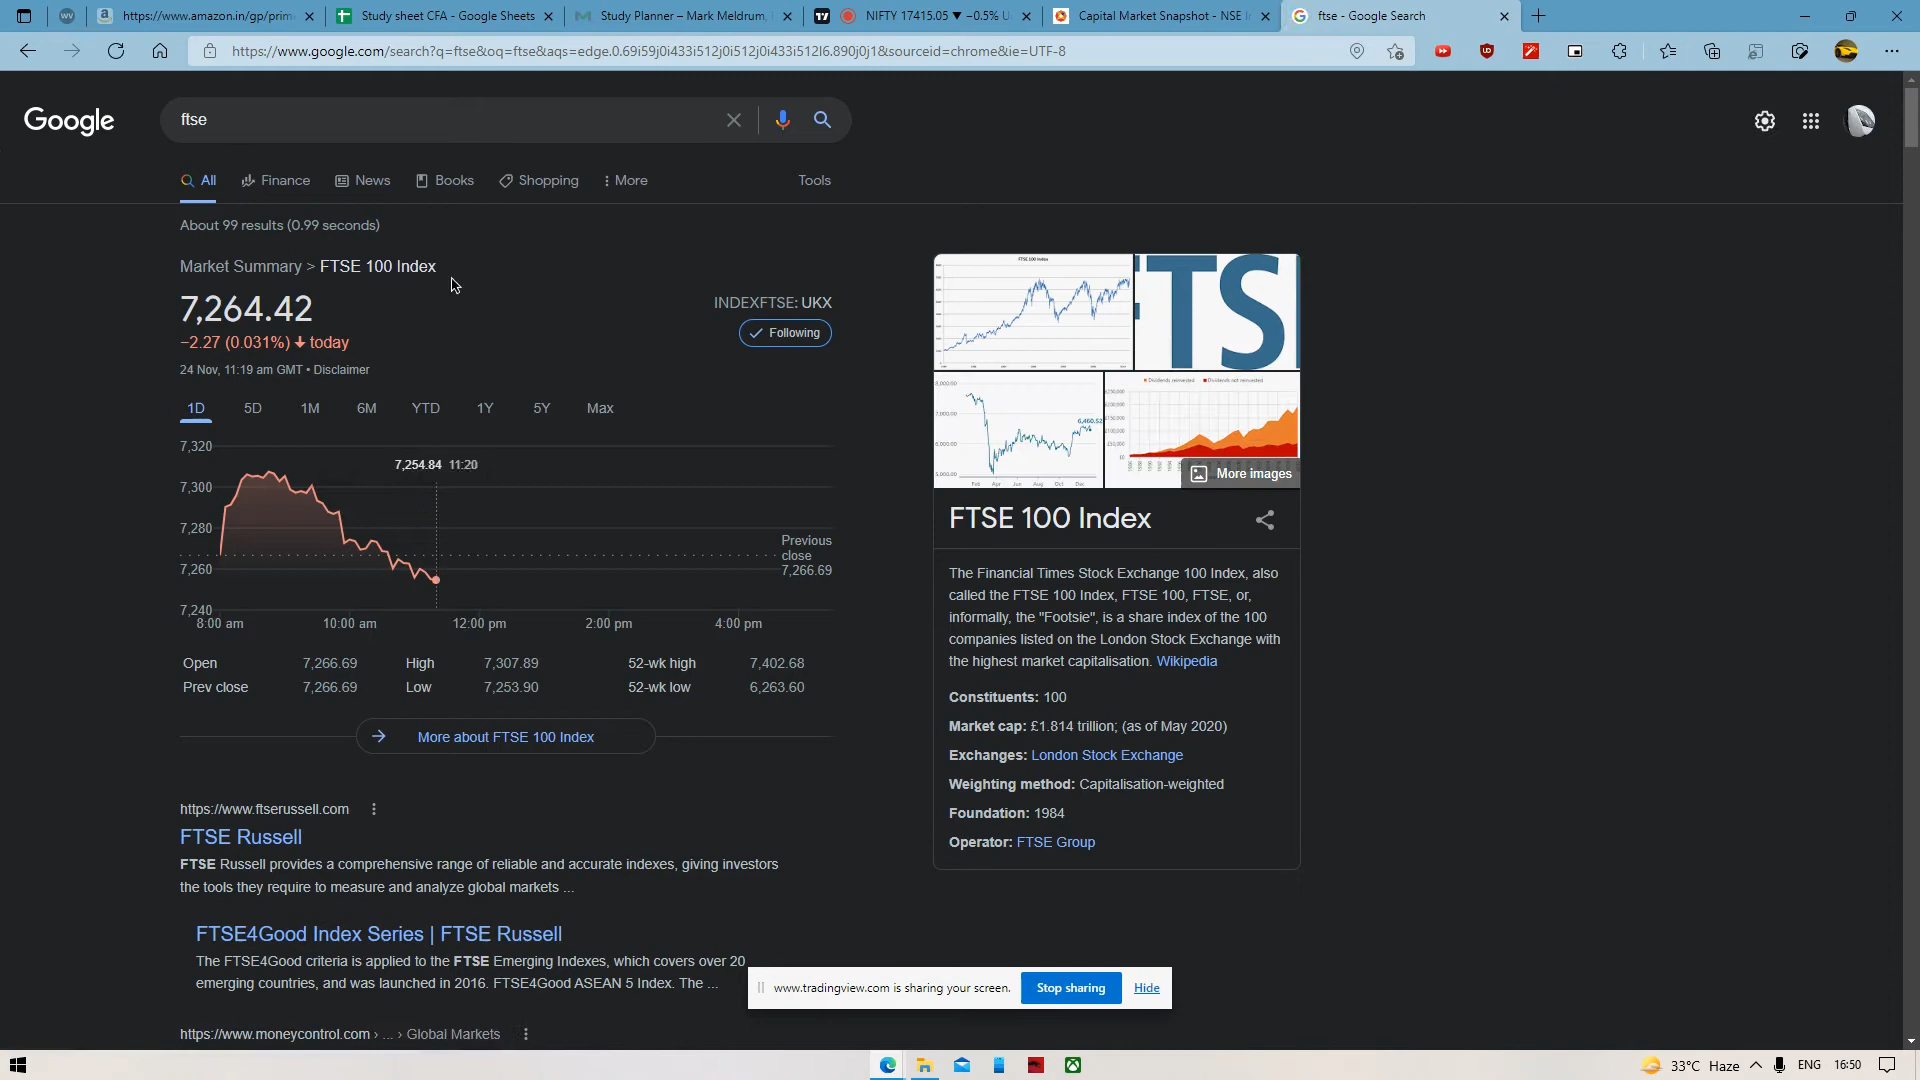 https://www.amazon.in/gp/prim
Study sheet CFA - Google Sheets
Study Planner – Mark Meldrum,
NIFTY 17415.05 ▼ −0.5% U
Capital Market Snapshot - NSE I
ftse - Google Search
https://www.google.com/search?q=ftse&oq=ftse&aqs=edge.0.69i59j0i433i512j0i512j0i433i512l6.890j0j1&sourceid=chrome&ie=UTF-8
Google
ftse
All
Finance
News
Books
Shopping
More
Tools
About 99 results (0.99 seconds)
Market Summary > FTSE 100 Index
7,264.42
INDEXFTSE: UKX
−2.27 (0.031%) ↓ today
Following
24 Nov, 11:19 am GMT • Disclaimer
1D 5D 1M 6M YTD 1Y 5Y Max
7,254.84 11:20
7,320
7,300
7,280
7,260
7,240
Previous
close
7,266.69
8:00 am 10:00 am 12:00 pm 2:00 pm 4:00 pm
Open 7,266.69 High 7,307.89 52-wk high 7,402.68
Prev close 7,266.69 Low 7,253.90 52-wk low 6,263.60
More about FTSE 100 Index
https://www.ftserussell.com
FTSE Russell
FTSE Russell provides a comprehensive range of reliable and accurate indexes, giving investors
the tools they require to measure and analyze global markets ...
FTSE4Good Index Series | FTSE Russell
The FTSE4Good criteria is applied to the FTSE Emerging Indexes, which covers over 20
emerging countries, and was launched in 2016. FTSE4Good ASEAN 5 Index. The ...
https://www.moneycontrol.com › ... › Global Markets
FTSE 100 Index
FTS
6,460.52
Dividends reinvested Dividends not reinvested
More images
FTSE 100 Index
The Financial Times Stock Exchange 100 Index, also
called the FTSE 100 Index, FTSE 100, FTSE, or,
informally, the "Footsie", is a share index of the 100
companies listed on the London Stock Exchange with
the highest market capitalisation. Wikipedia
Constituents: 100
Market cap: £1.814 trillion; (as of May 2020)
Exchanges: London Stock Exchange
Weighting method: Capitalisation-weighted
Foundation: 1984
Operator: FTSE Group
www.tradingview.com is sharing your screen.
Stop sharing
Hide
33°C Haze
ENG
16:50